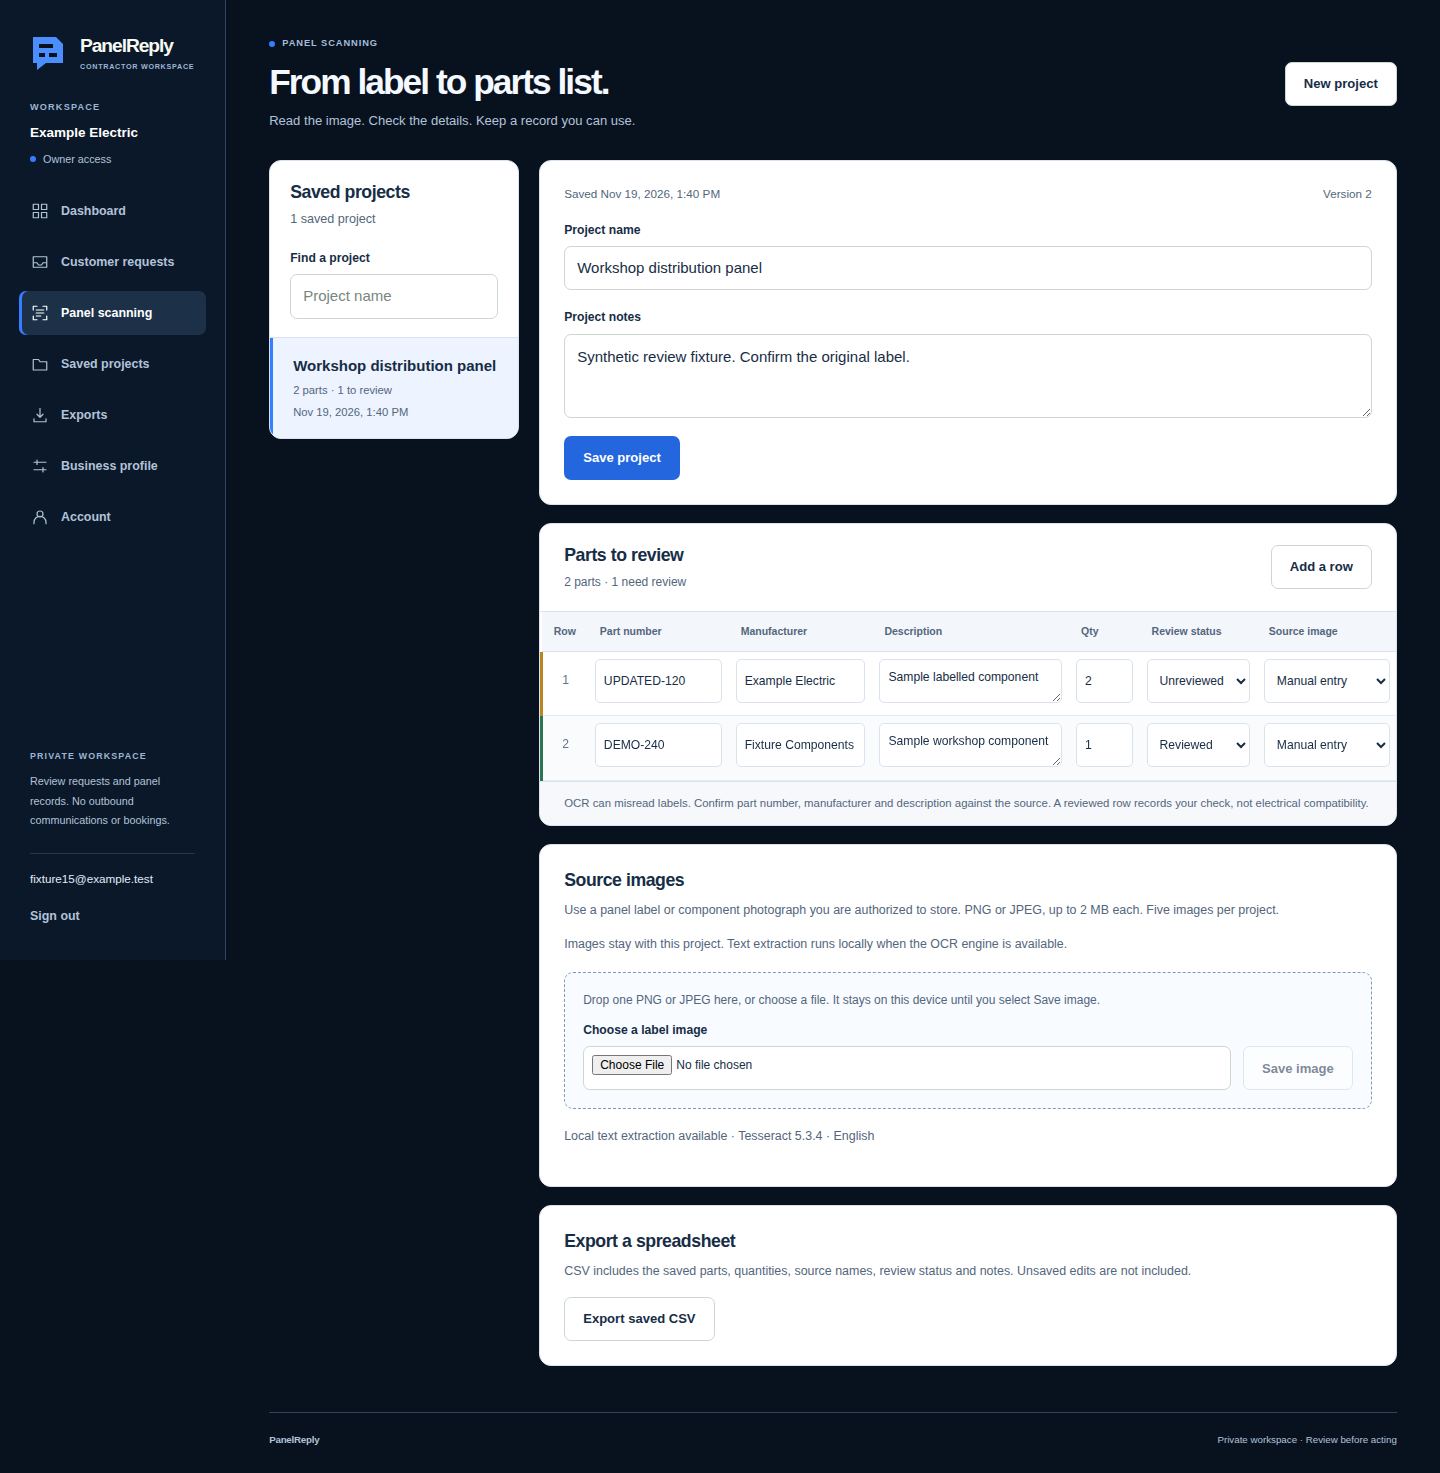 PanelReply
CONTRACTOR WORKSPACE
WORKSPACE
Example Electric
Owner access
Dashboard
Customer requests
Panel scanning
Saved projects
Exports
Business profile
Account
PRIVATE WORKSPACE
Review requests and panel
records. No outbound
communications or bookings.
fixture15@example.test
Sign out
PANEL SCANNING
From label to parts list.
Read the image. Check the details. Keep a record you can use.
New project
Saved projects
1 saved project
Find a project
Project name
Workshop distribution panel
2 parts · 1 to review
Nov 19, 2026, 1:40 PM
Saved Nov 19, 2026, 1:40 PM Version 2
Project name
Workshop distribution panel
Project notes
Synthetic review fixture. Confirm the original label.
Save project
Parts to review
2 parts · 1 need review
Add a row
Row Part number Manufacturer Description Qty Review status Source image
1 UPDATED-120 Example Electric Sample labelled component 2 Unreviewed Manual entry
2 DEMO-240 Fixture Components Sample workshop component 1 Reviewed Manual entry
OCR can misread labels. Confirm part number, manufacturer and description against the source. A reviewed row records your check, not electrical compatibility.
Source images
Use a panel label or component photograph you are authorized to store. PNG or JPEG, up to 2 MB each. Five images per project.
Images stay with this project. Text extraction runs locally when the OCR engine is available.
Drop one PNG or JPEG here, or choose a file. It stays on this device until you select Save image.
Choose a label image
Choose File No file chosen Save image
Local text extraction available · Tesseract 5.3.4 · English
Export a spreadsheet
CSV includes the saved parts, quantities, source names, review status and notes. Unsaved edits are not included.
Export saved CSV
PanelReply Private workspace · Review before acting